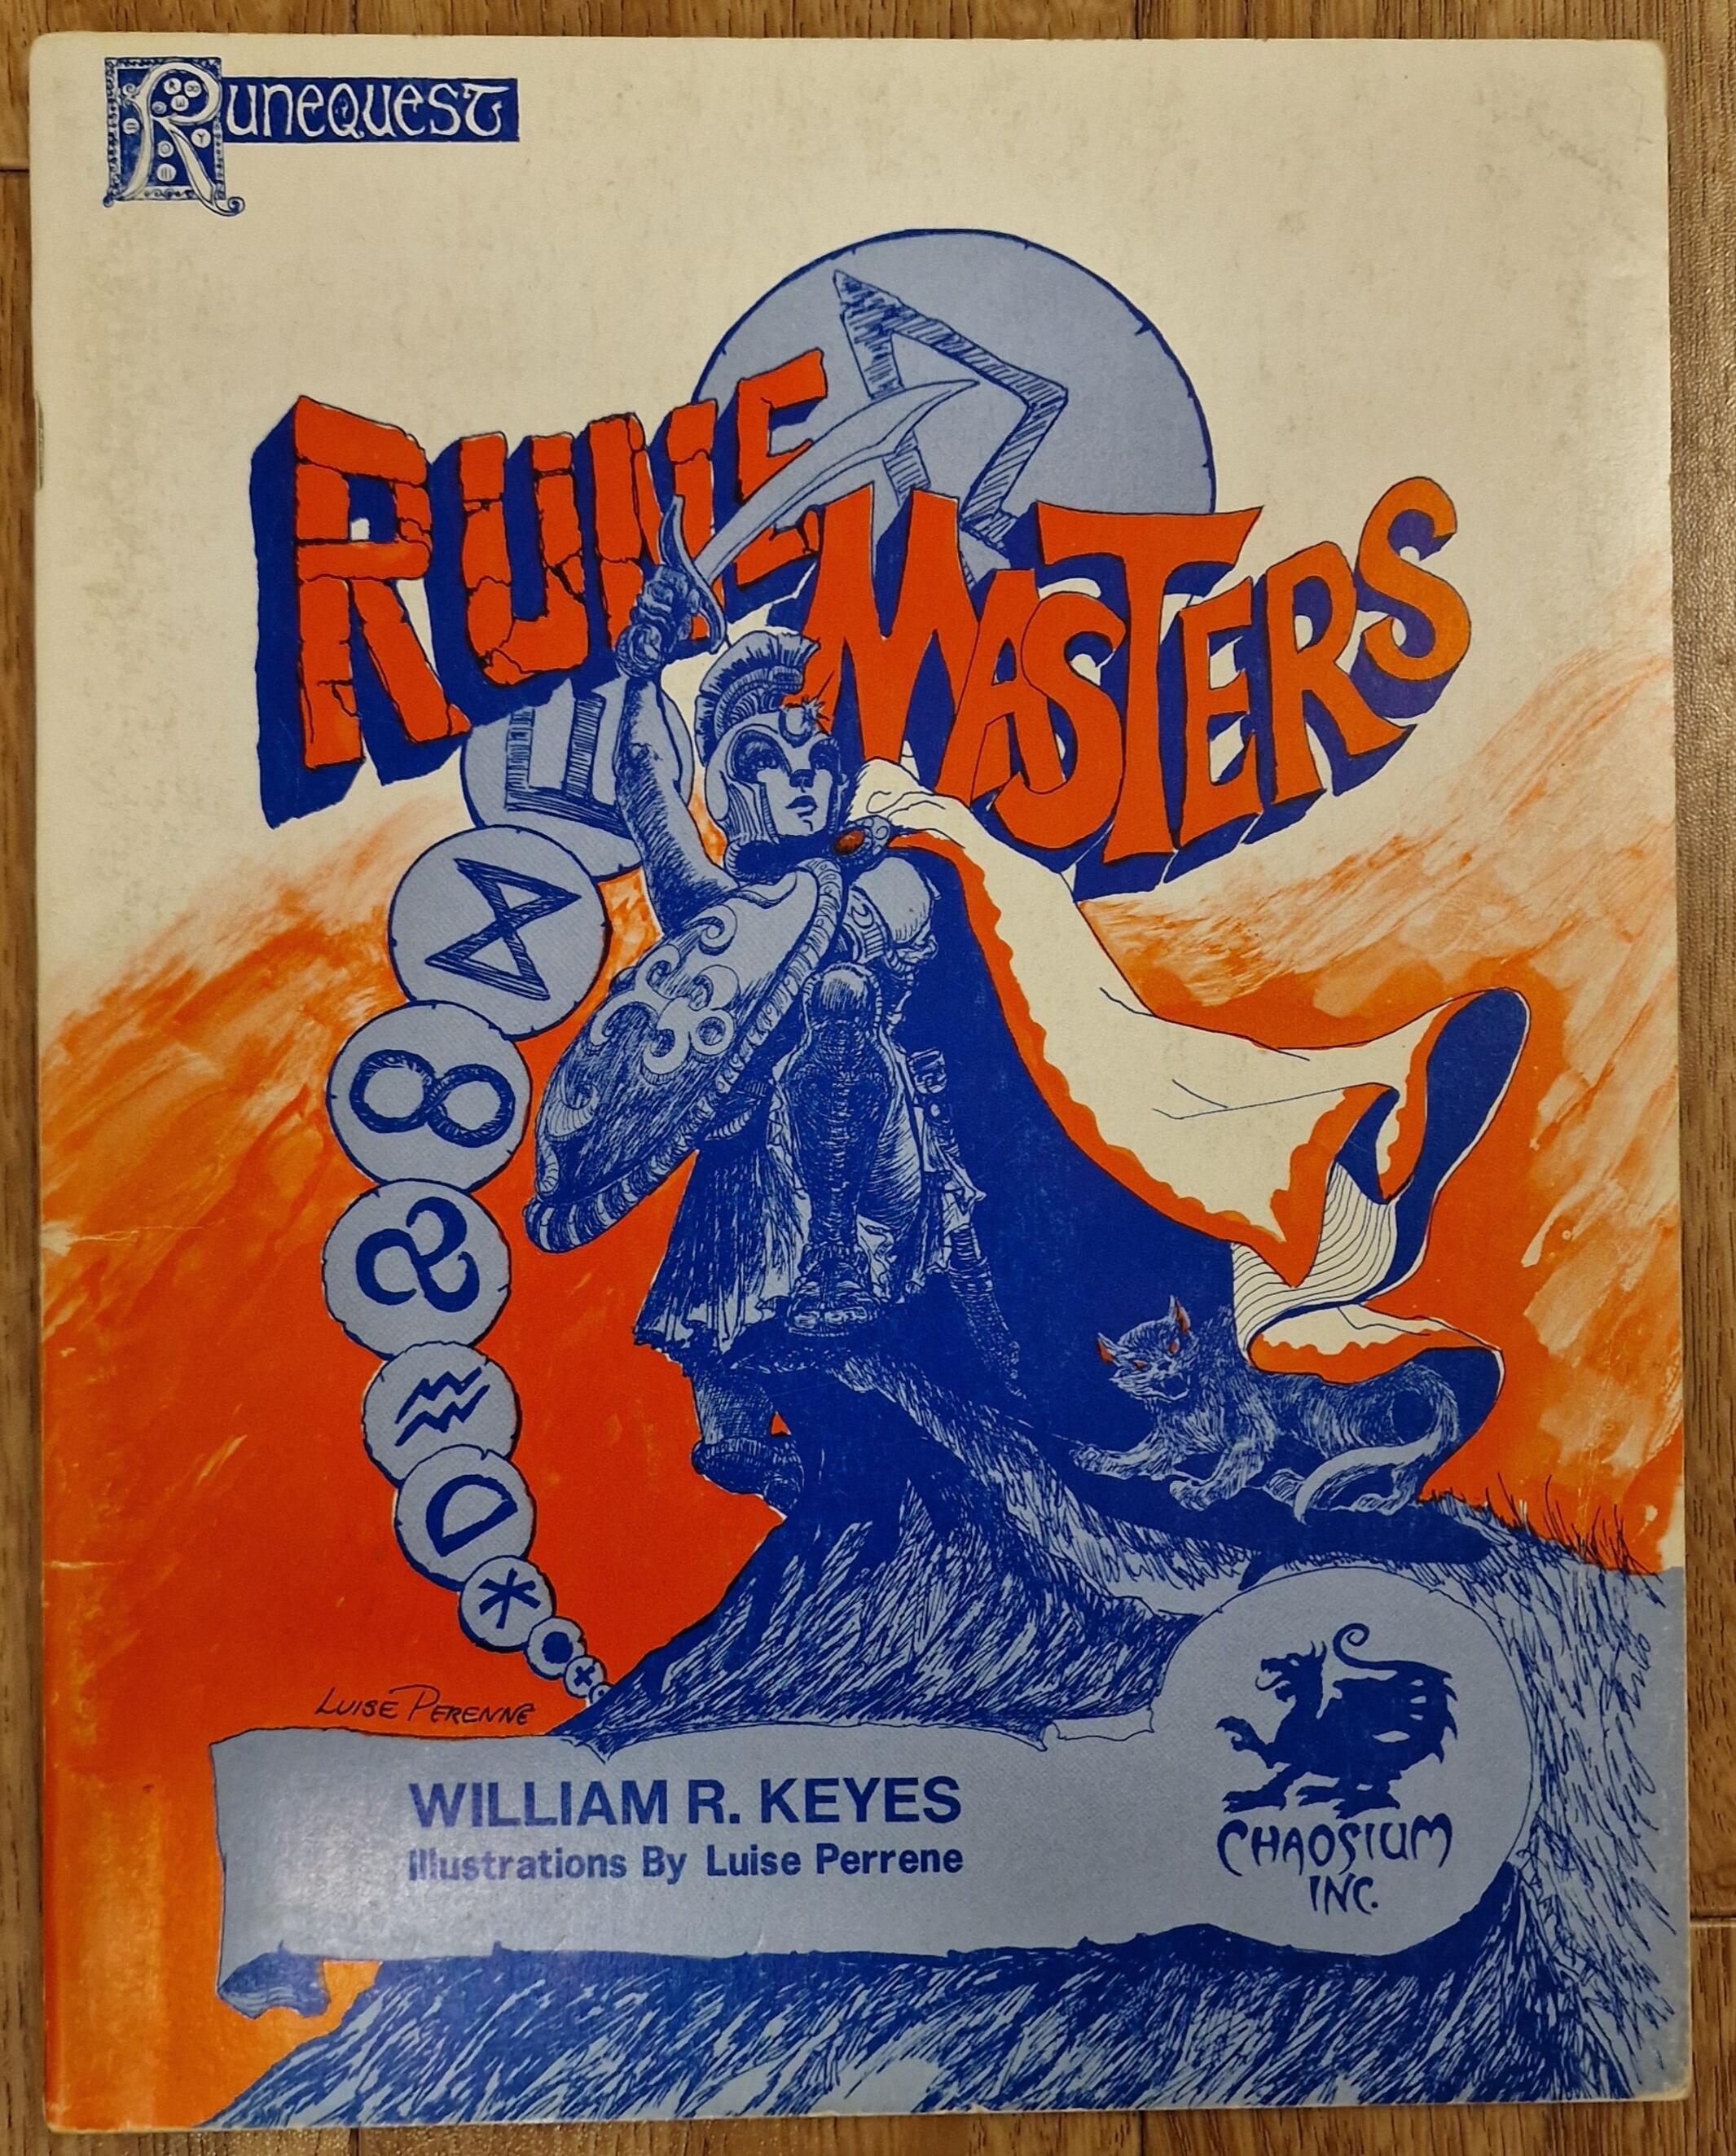 RUNEQUEST
RUNE
MASTERS
LUISE PERENNE
WILLIAM R. KEYES
Illustrations By Luise Perrene
CHAOSIUM
INC.